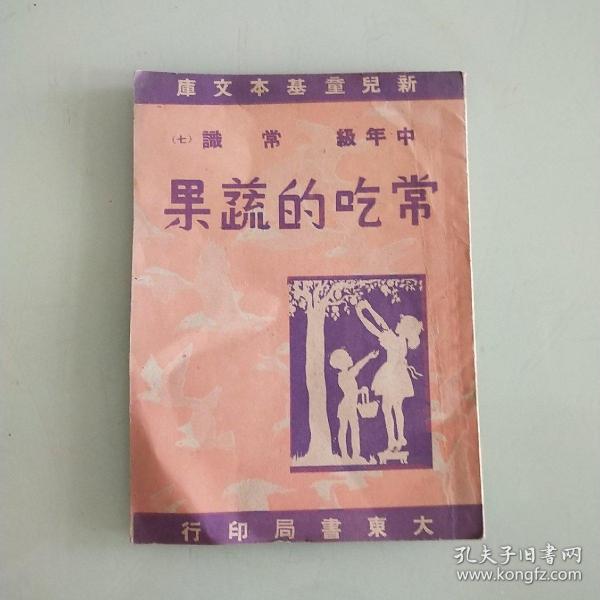 新兒童基本文庫
中年級 常識 (七)
常吃的蔬果
大東書局印行
孔夫子旧书网
www.kongfz.com